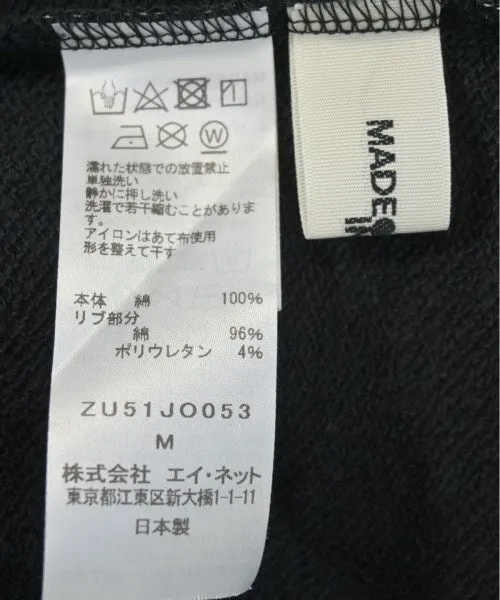 濡れた状態での放置禁止
単独洗い
静かに押し洗い
洗濯で若干縮むことがありま
す。
アイロンはあて布使用
形を整えて干す
本体 綿 100%
リブ部分
綿 96%
ポリウレタン 4%
ZU51JO053
M
株式会社 エイ・ネット
東京都江東区新大橋1-1-11
日本製
W
MADE
IN